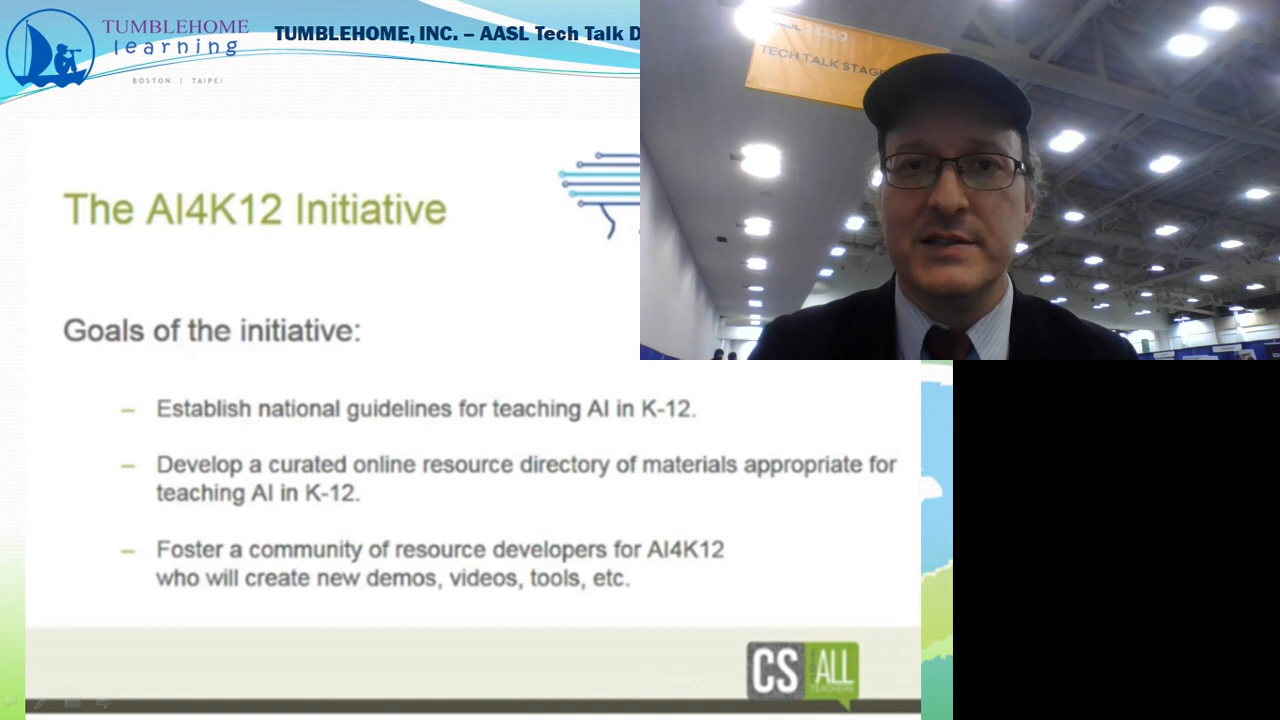 TUMBLEHOME
learning
BOSTON | TAIPEI
TUMBLEHOME, INC. – AASL Tech Talk D
TECH TALK STAGE
The AI4K12 Initiative
Goals of the initiative:
– Establish national guidelines for teaching AI in K-12.
– Develop a curated online resource directory of materials appropriate for
teaching AI in K-12.
– Foster a community of resource developers for AI4K12
who will create new demos, videos, tools, etc.
CS ALL
TEACHERS